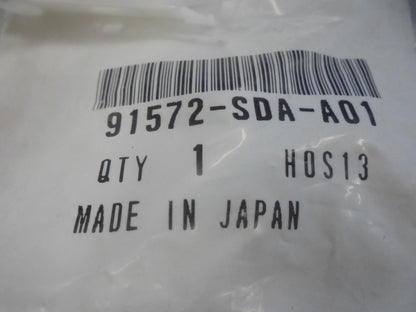 91572-SDA-A01
QTY 1 HOS13
MADE IN JAPAN